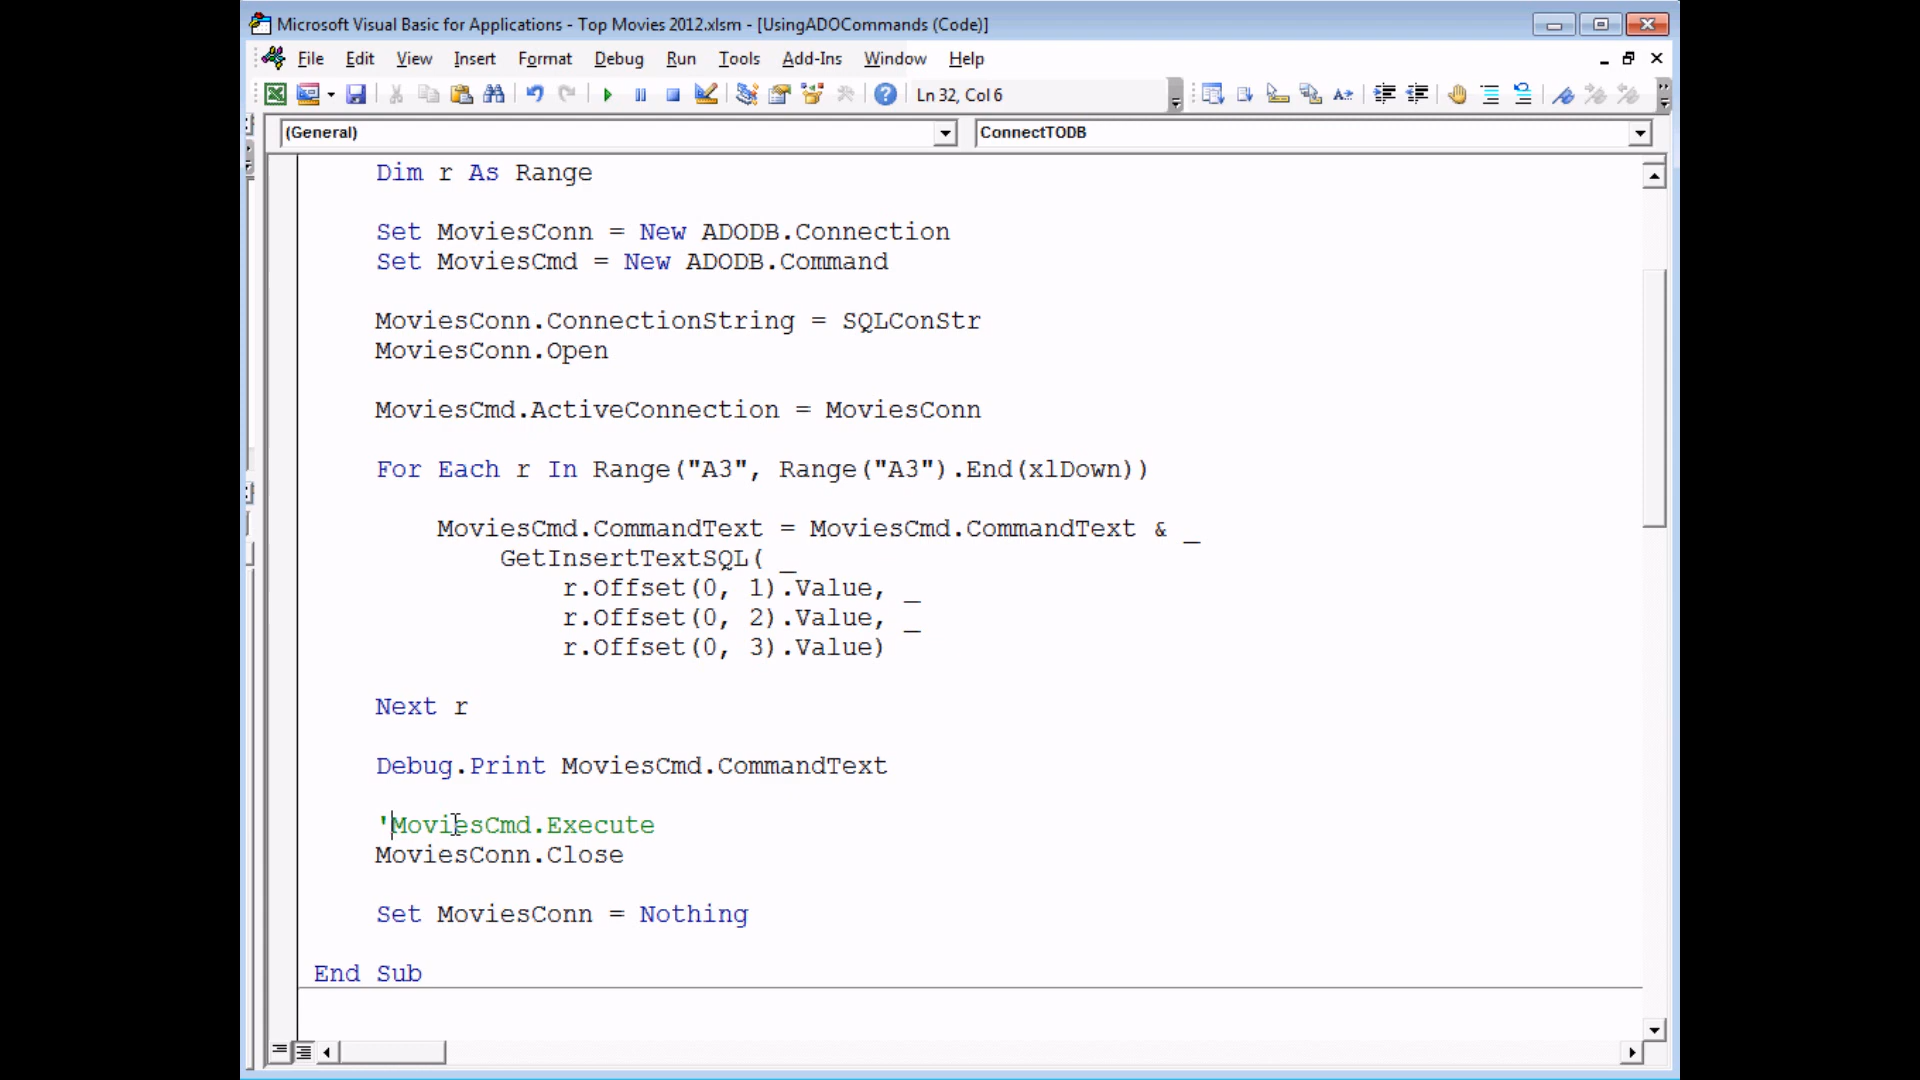 Microsoft Visual Basic for Applications - Top Movies 2012.xlsm - [UsingADOCommands (Code)]
File Edit View Insert Format Debug Run Tools Add-Ins Window Help
Ln 32, Col 6
(General) ConnectTODB
Dim r As Range
Set MoviesConn = New ADODB.Connection
Set MoviesCmd = New ADODB.Command
MoviesConn.ConnectionString = SQLConStr
MoviesConn.Open
MoviesCmd.ActiveConnection = MoviesConn
For Each r In Range("A3", Range("A3").End(xlDown))
MoviesCmd.CommandText = MoviesCmd.CommandText & _
GetInsertTextSQL( _
r.Offset(0, 1).Value, _
r.Offset(0, 2).Value, _
r.Offset(0, 3).Value)
Next r
Debug.Print MoviesCmd.CommandText
'MoviesCmd.Execute
MoviesConn.Close
Set MoviesConn = Nothing
End Sub